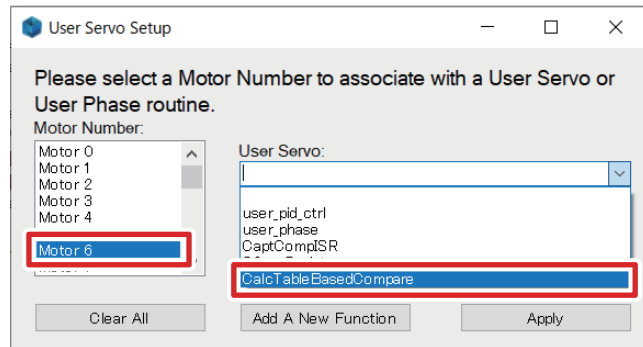 User Servo Setup
Please select a Motor Number to associate with a User Servo or
User Phase routine.
Motor Number:
Motor 0
Motor 1
Motor 2
Motor 3
Motor 4
Motor 6
User Servo:
user_pid_ctrl
user_phase
CaptCompISR
CalcTableBasedCompare
Clear All
Add A New Function
Apply